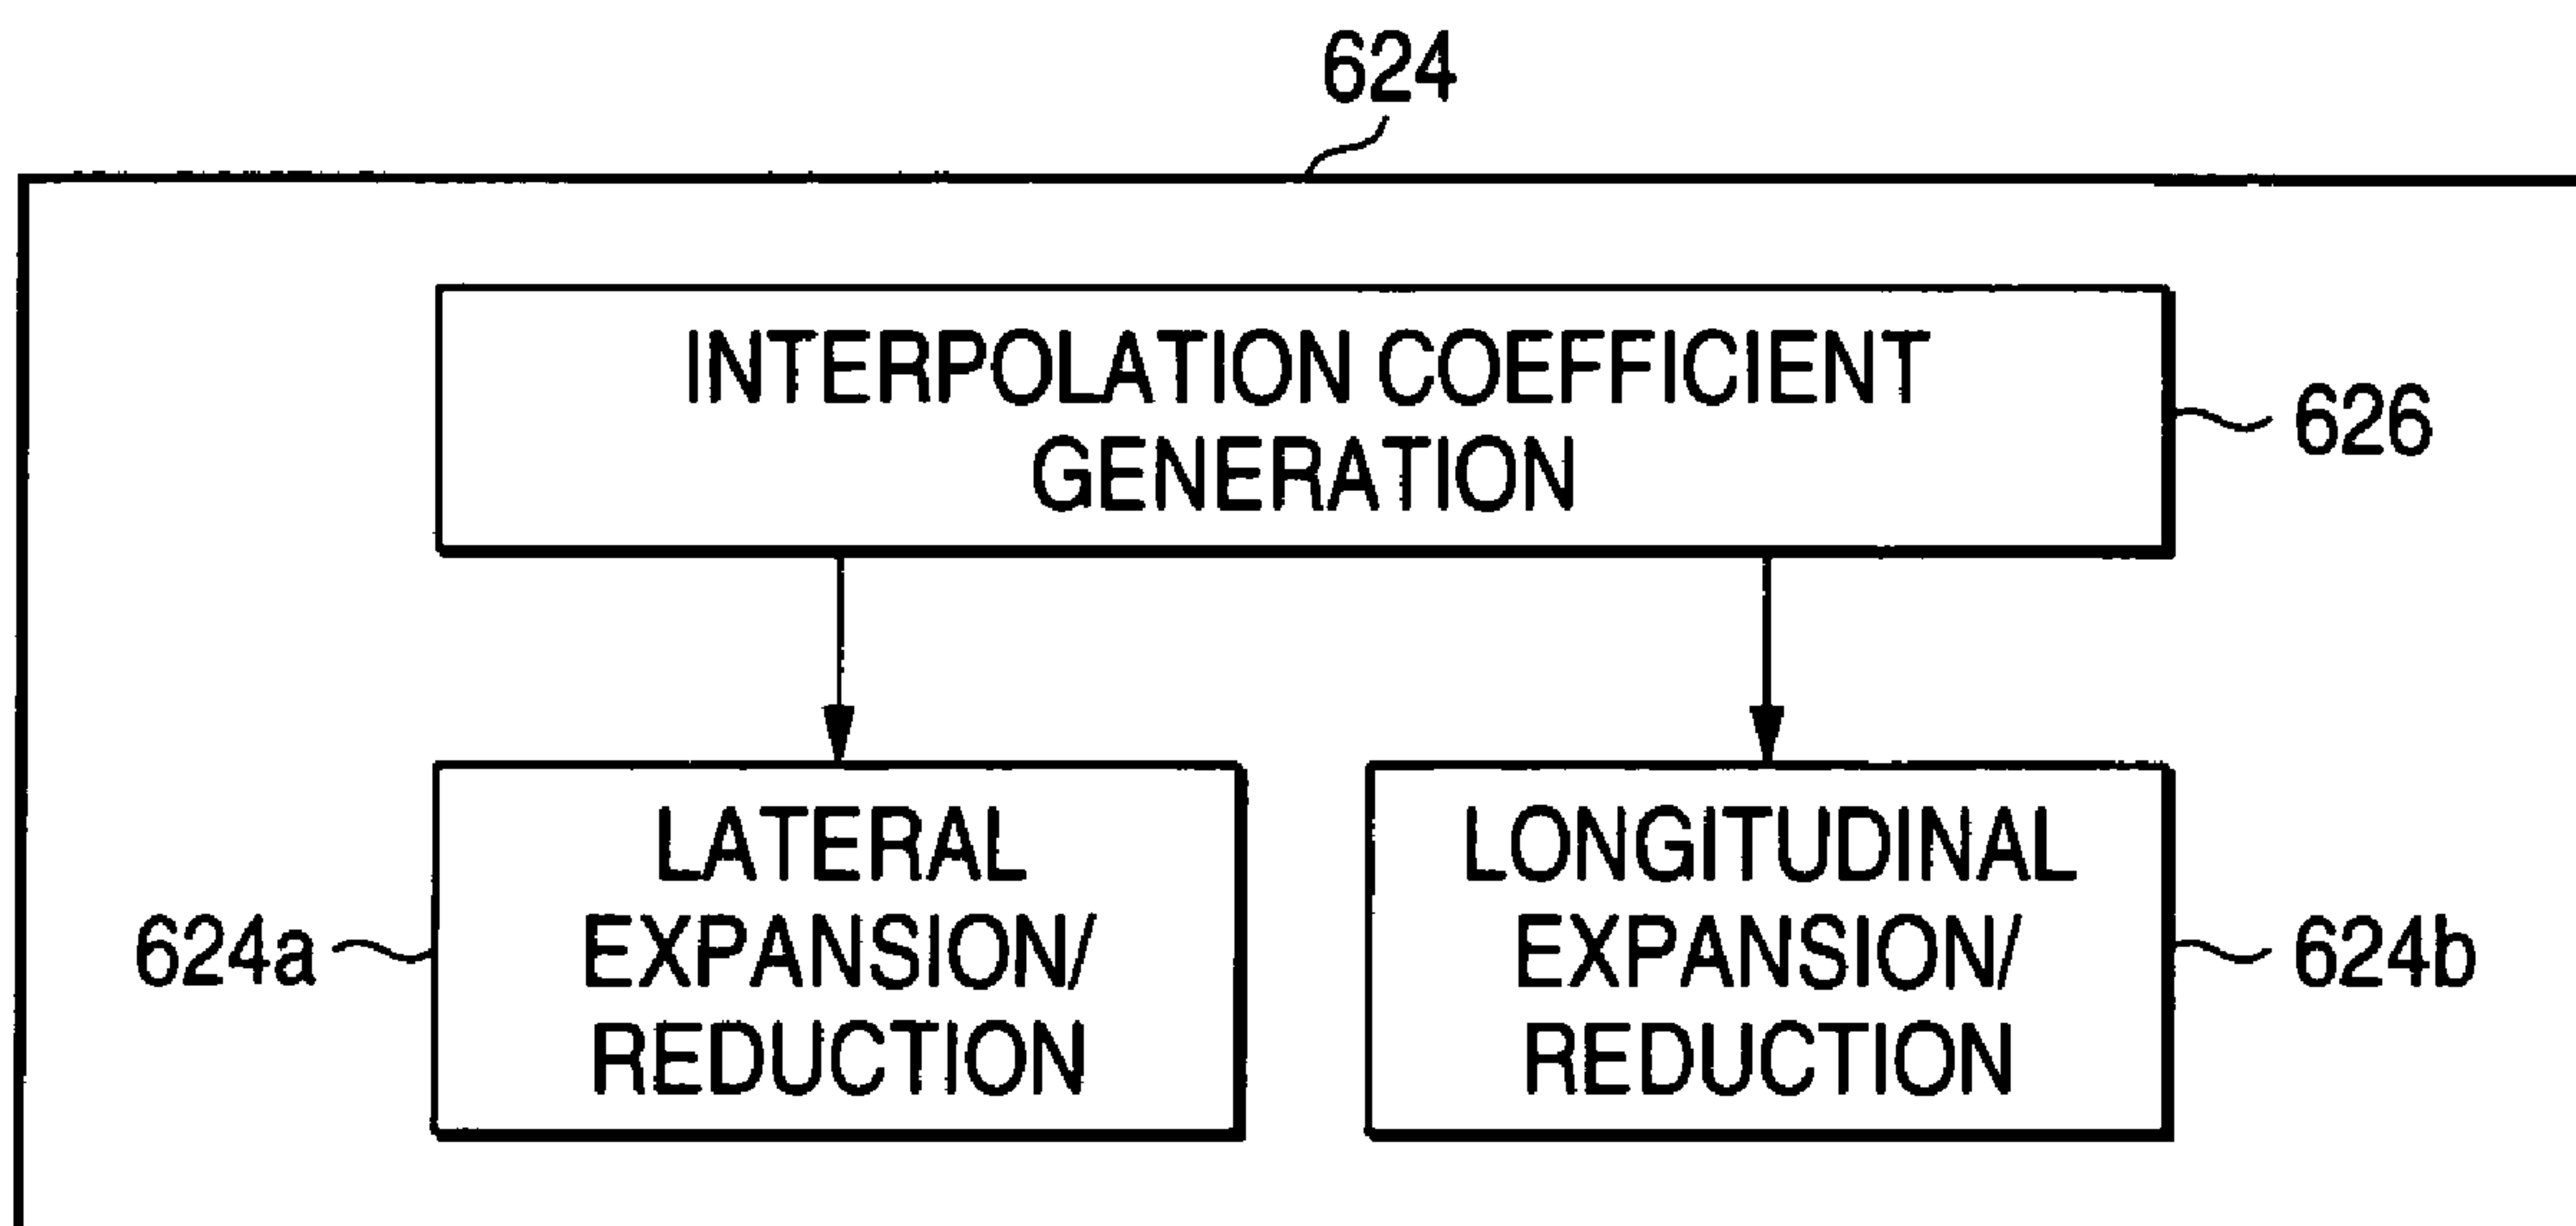 624
INTERPOLATION COEFFICIENT
GENERATION
626
LATERAL
EXPANSION/
REDUCTION
624a
LONGITUDINAL
EXPANSION/
REDUCTION
624b